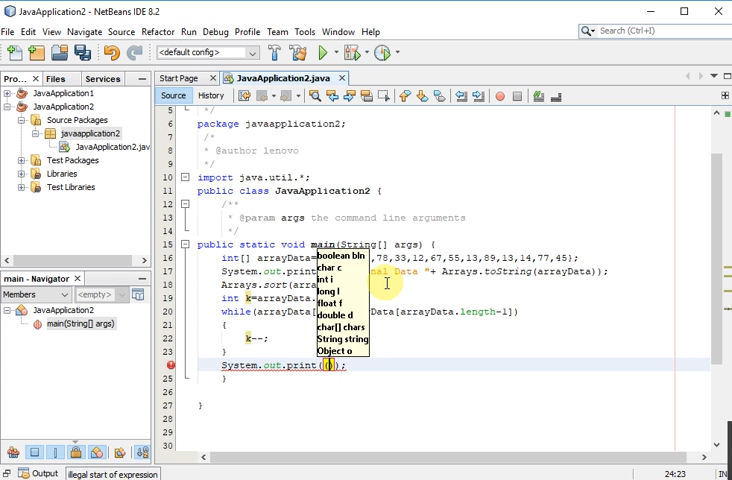 JavaApplication2 - NetBeans IDE 8.2
File Edit View Navigate Source Refactor Run Debug Profile Team Tools Window Help
Search (Ctrl+I)
<default config>
Pro... Files Services
Start Page JavaApplication2.java
JavaApplication1
JavaApplication2
Source Packages
javaapplication2
JavaApplication2.jav
Test Packages
Libraries
Test Libraries
Source History
5 */
6 package javaapplication2;
7 /*
8 * @author lenovo
9 */
10 import java.util.*;
11 public class JavaApplication2 {
12 /**
13 * @param args the command line arguments
14 */
15 public static void main(String[] args) {
16 int[] arrayData= ,78,33,12,67,55,13,89,13,14,77,45};
17 System.out.print nal Data "+ Arrays.toString(arrayData));
18 Arrays.sort(arra
19 int k=arrayData.
20 while(arrayData[ yData[arrayData.length-1])
21 {
22 k--;
23 }
24 System.out.print(());
25 }
26
27 }
28
29
30
boolean bln
char c
int i
long l
float f
double d
char[] chars
String string
Object o
main - Navigator
Members <empty>
JavaApplication2
main(String[] args)
Output illegal start of expression
24:23 IN